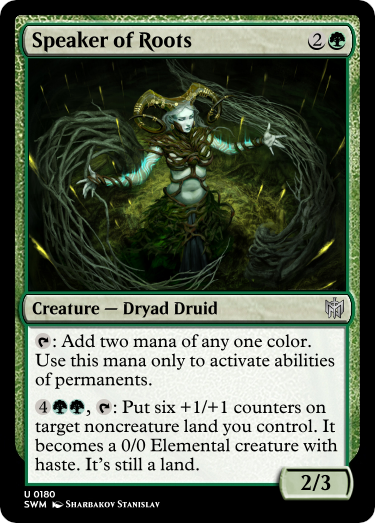 Speaker of Roots 2
Creature — Dryad Druid
: Add two mana of any one color.
Use this mana only to activate abilities
of permanents.
4, : Put six +1/+1 counters on
target noncreature land you control. It
becomes a 0/0 Elemental creature with
haste. It's still a land.
2/3
U 0180
SWM Sharbakov Stanislav